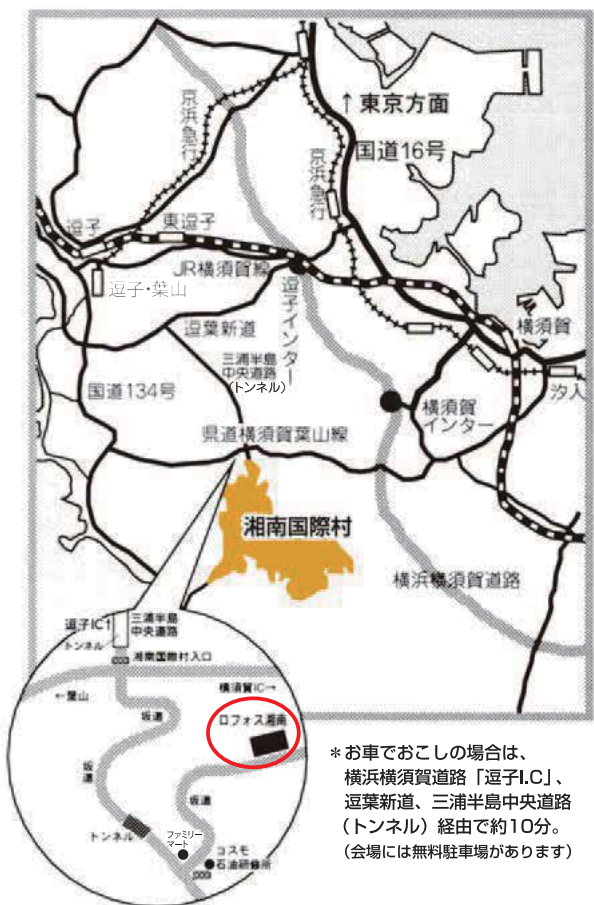 ↑東京方面
国道16号
京浜急行
京浜急行
逗子
東逗子
JR横須賀線
逗子・葉山
逗子インター
逗葉新道
横須賀
三浦半島
中央道路
(トンネル)
汐入
国道134号
横須賀
インター
県道横須賀葉山線
湘南国際村
横浜横須賀道路
逗子IC↑
三浦半島
中央道路
トンネル
湘南国際村入口
←葉山
横須賀IC→
坂道
ロフォス湘南
坂道
坂道
トンネル
ファミリー
マート
コスモ
石油研修所
＊お車でおこしの場合は、
横浜横須賀道路「逗子I.C」、
逗葉新道、三浦半島中央道路
（トンネル）経由で約10分。
（会場には無料駐車場があります）